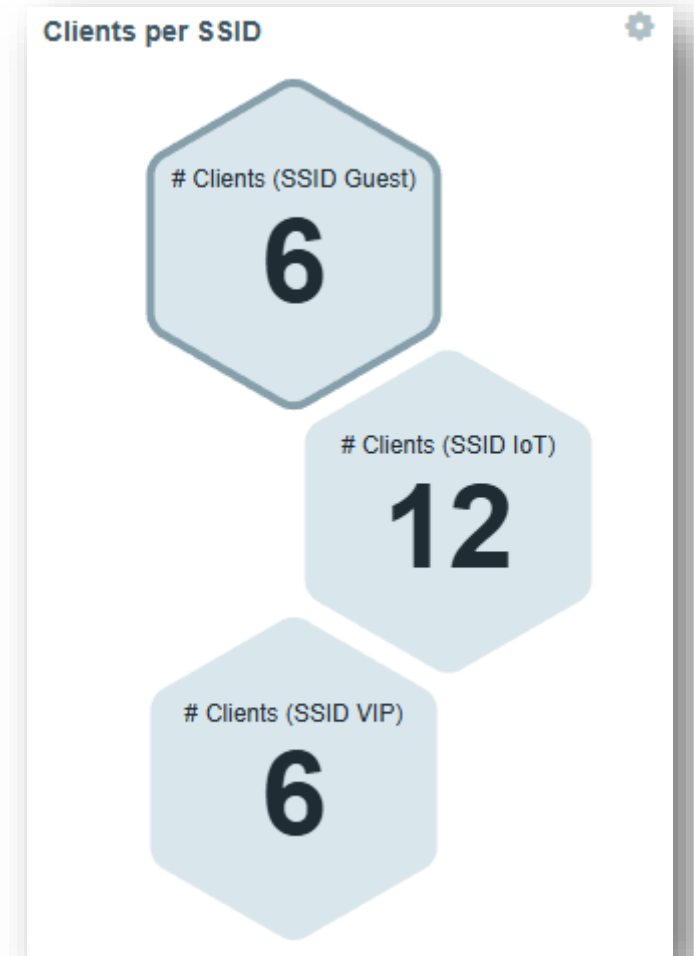 Clients per SSID
# Clients (SSID Guest)
6
# Clients (SSID IoT)
12
# Clients (SSID VIP)
6